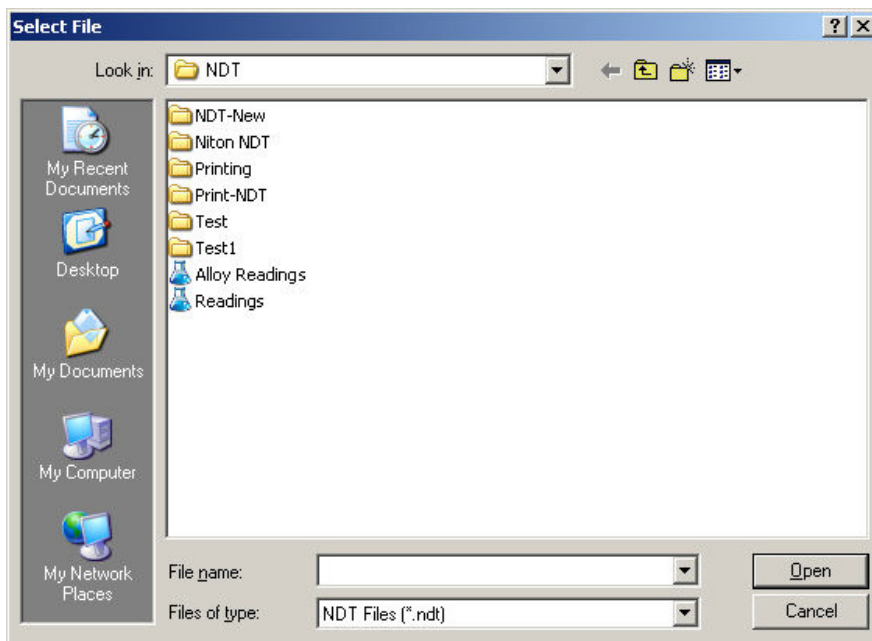 Select File
Look in:
NDT
My Recent
Documents
Desktop
My Documents
My Computer
My Network
Places
NDT-New
Niton NDT
Printing
Print-NDT
Test
Test1
Alloy Readings
Readings
File name:
Open
Files of type:
NDT Files (*.ndt)
Cancel